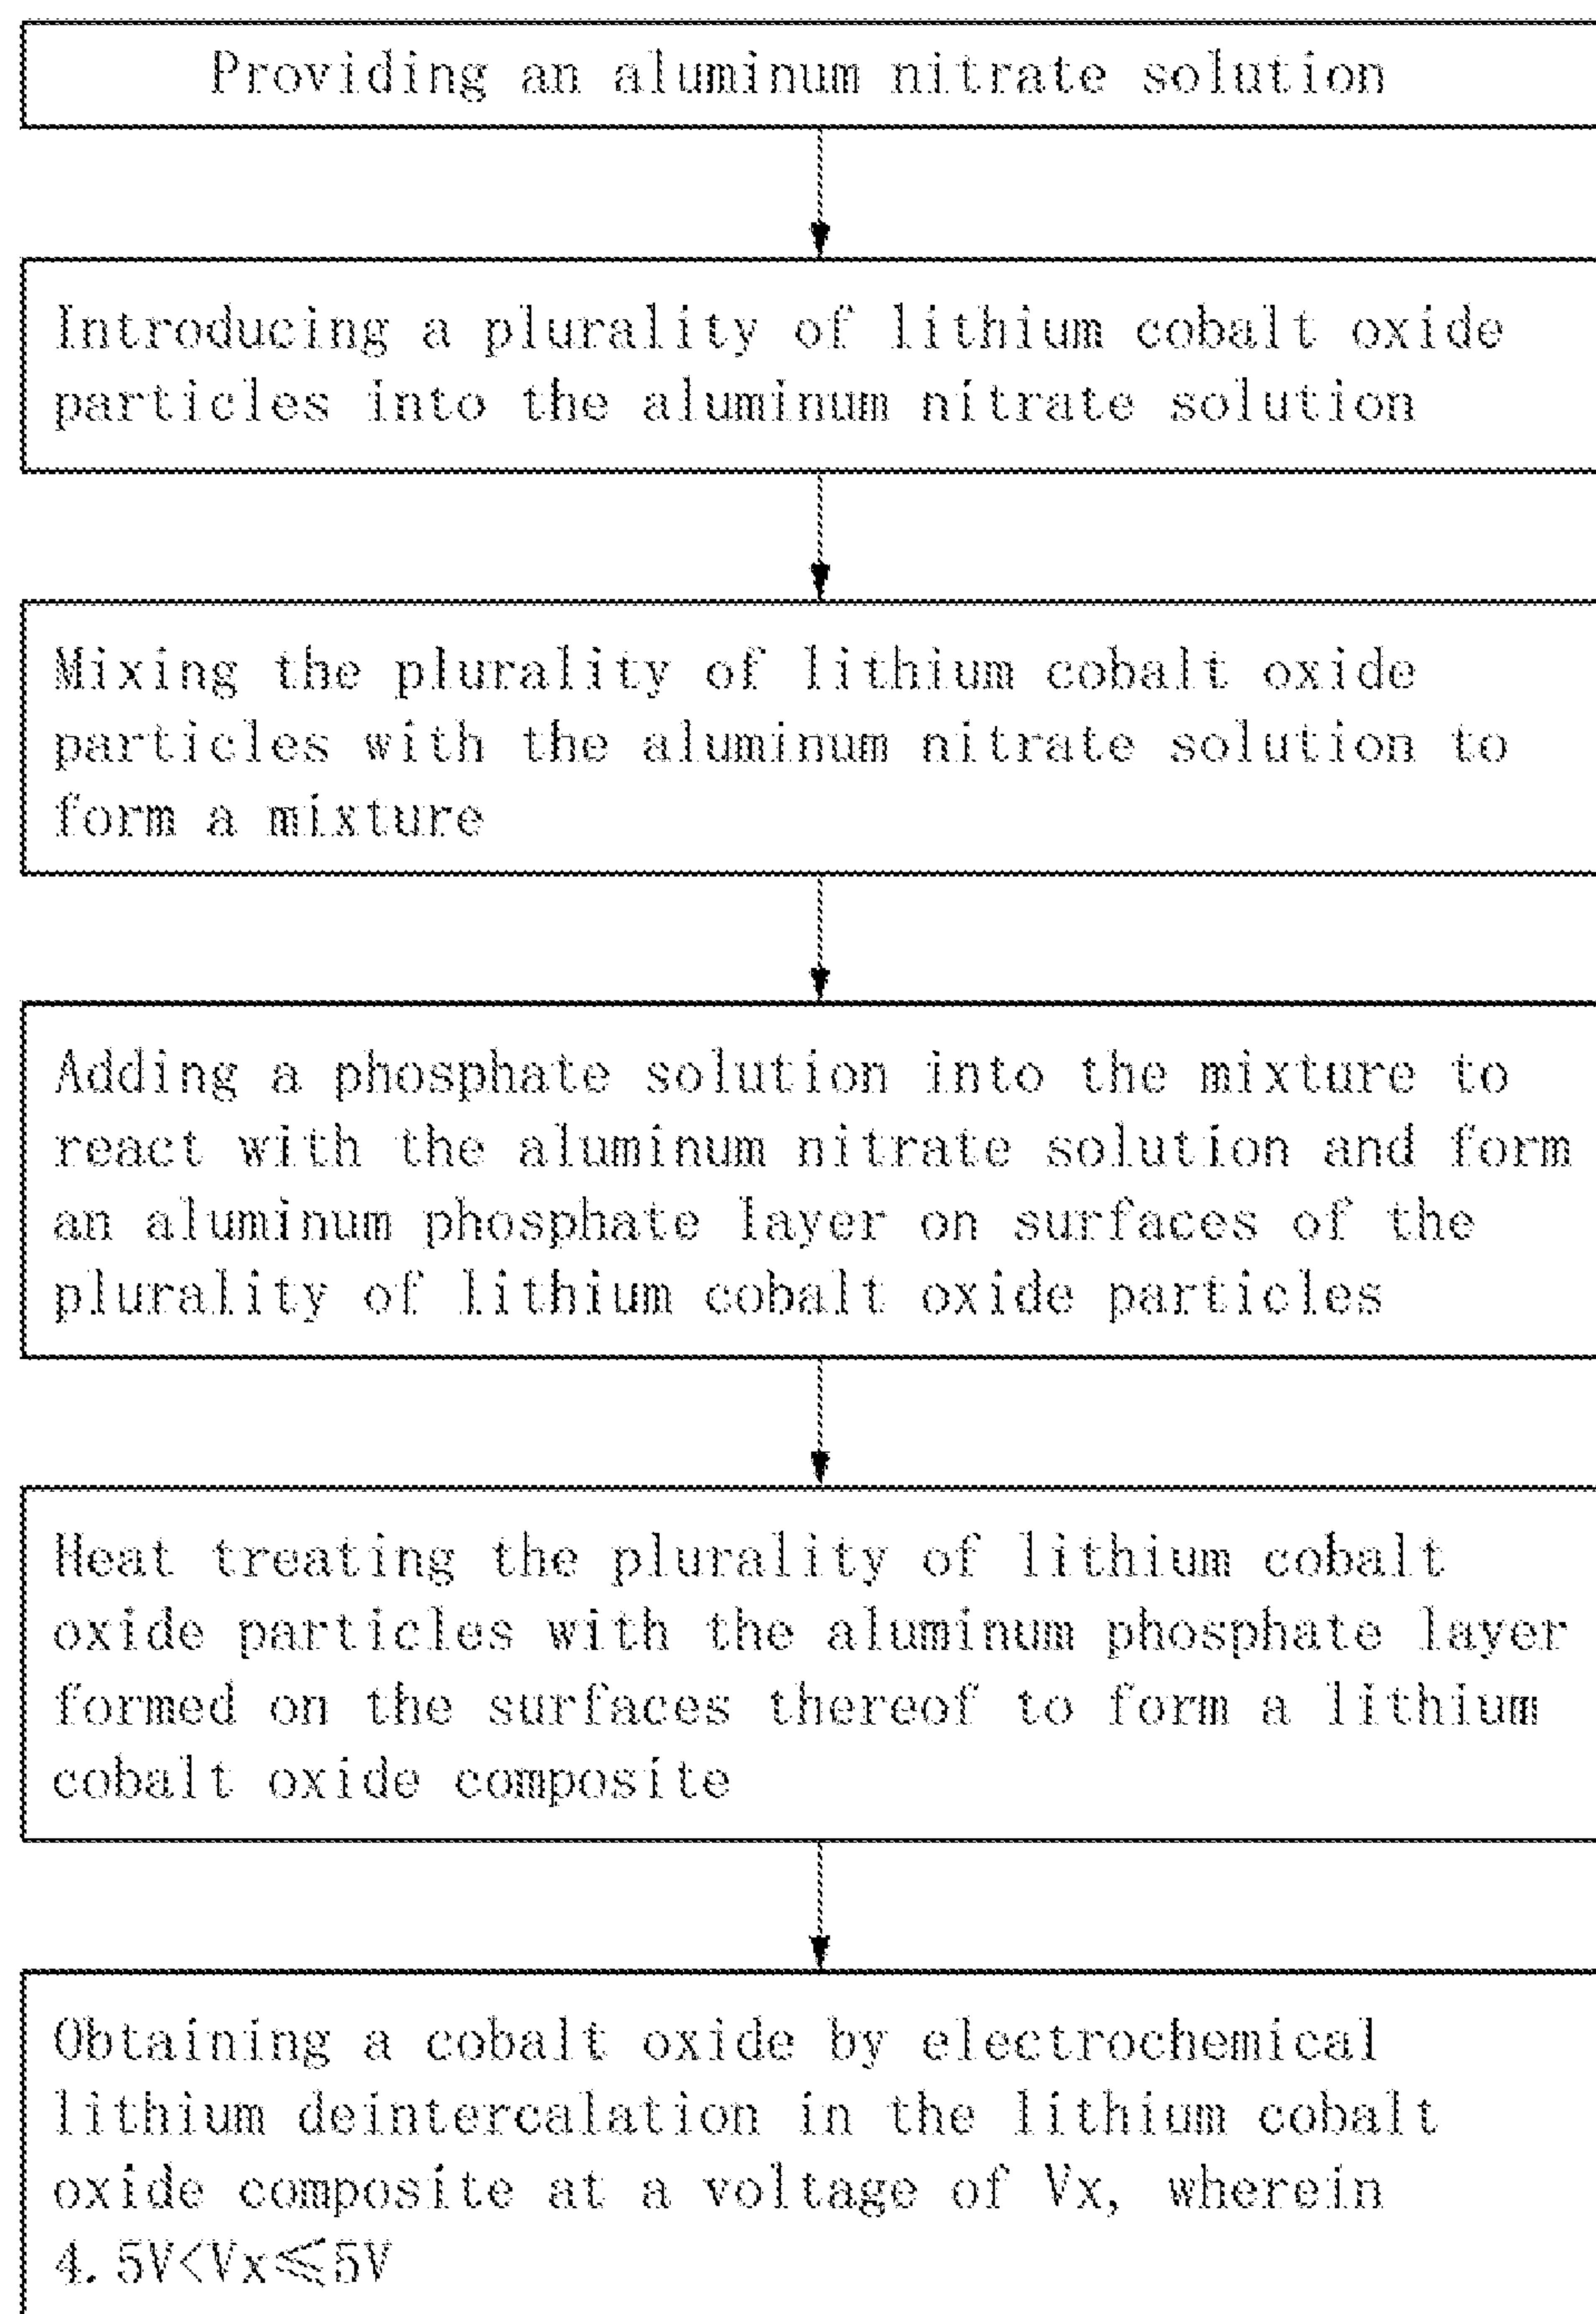 Providing an aluminum nitrate solution
Introducing a plurality of lithium cobalt oxide
particles into the aluminum nitrate solution
Mixing the plurality of lithium cobalt oxide
particles with the aluminum nitrate solution to
form a mixture
Adding a phosphate solution into the mixture to
react with the aluminum nitrate solution and form
an aluminum phosphate layer on surfaces of the
plurality of lithium cobalt oxide particles
Heat treating the plurality of lithium cobalt
oxide particles with the aluminum phosphate layer
formed on the surfaces thereof to form a lithium
cobalt oxide composite
Obtaining a cobalt oxide by electrochemical
lithium deintercalation in the lithium cobalt
oxide composite at a voltage of Vx, wherein
4.5V<Vx≤5V